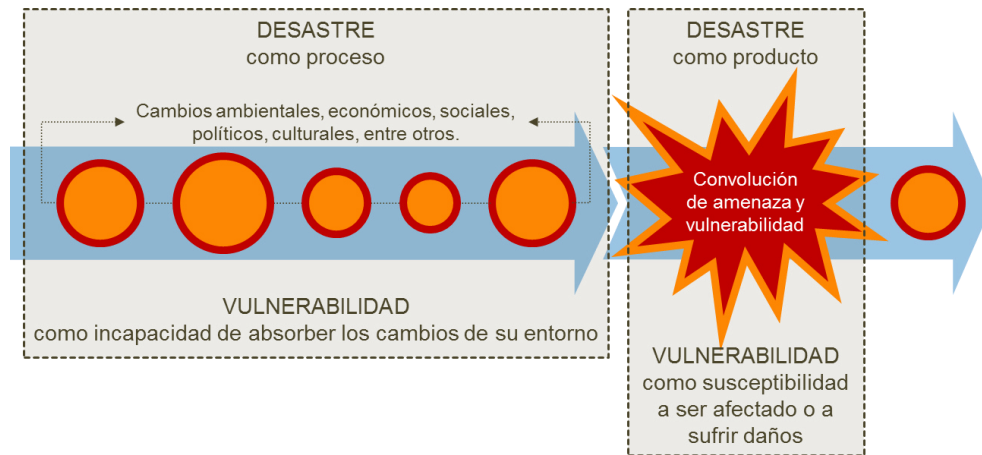 DESASTRE
como proceso
Cambios ambientales, económicos, sociales,
políticos, culturales, entre otros.
VULNERABILIDAD
como incapacidad de absorber los cambios de su entorno
DESASTRE
como producto
Convolución
de amenaza y
vulnerabilidad
VULNERABILIDAD
como susceptibilidad
a ser afectado o a
sufrir daños